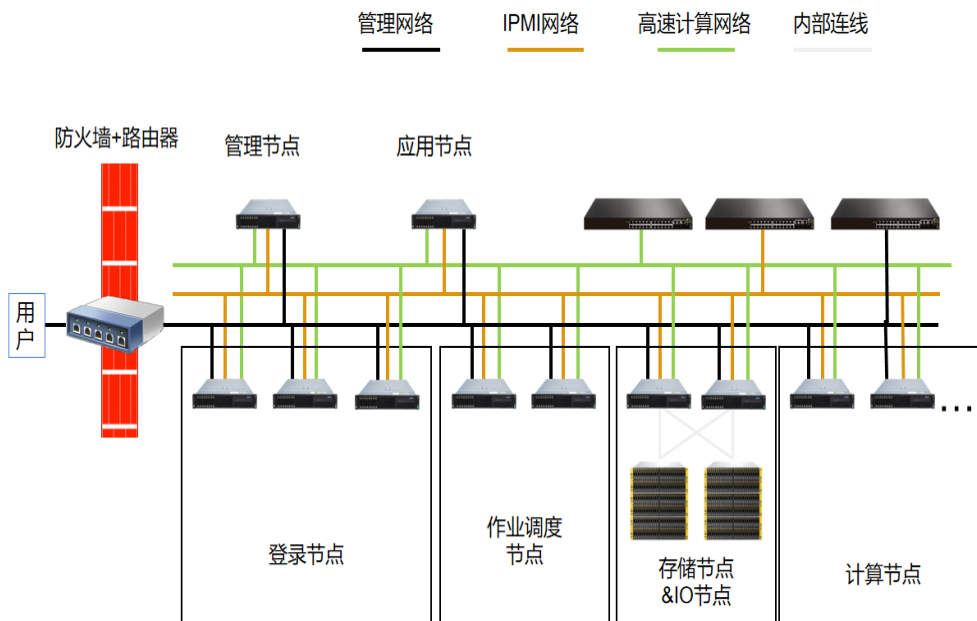 管理网络
IPMI网络
高速计算网络
内部连线
防火墙+路由器
管理节点
应用节点
用
户
登录节点
作业调度
节点
存储节点
&IO节点
计算节点
...